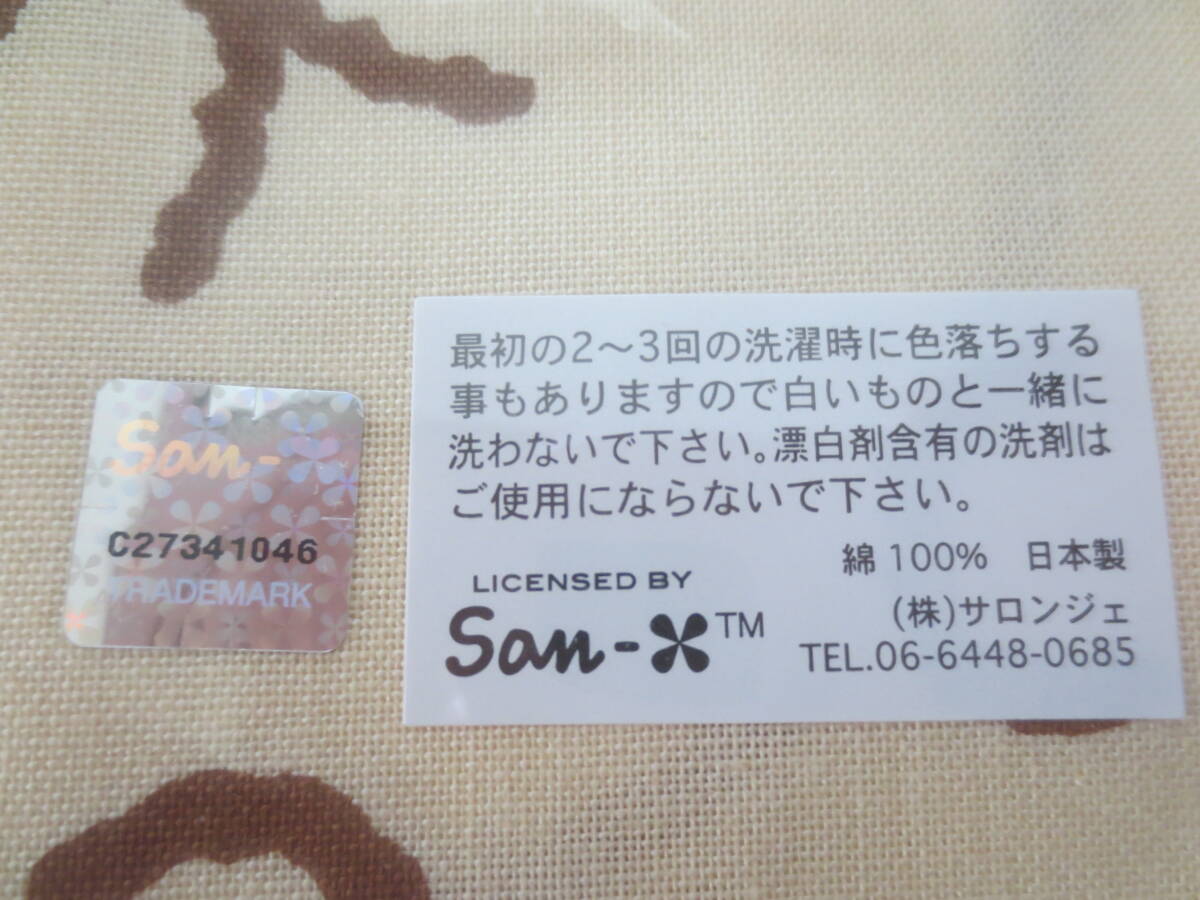 San-
C27341046
TRADEMARK
最初の2〜3回の洗濯時に色落ちする
事もありますので白いものと一緒に
洗わないで下さい。漂白剤含有の洗剤は
ご使用にならないで下さい。
綿 100% 日本製
LICENSED BY
San-X™
(株)サロンジェ
TEL.06-6448-0685